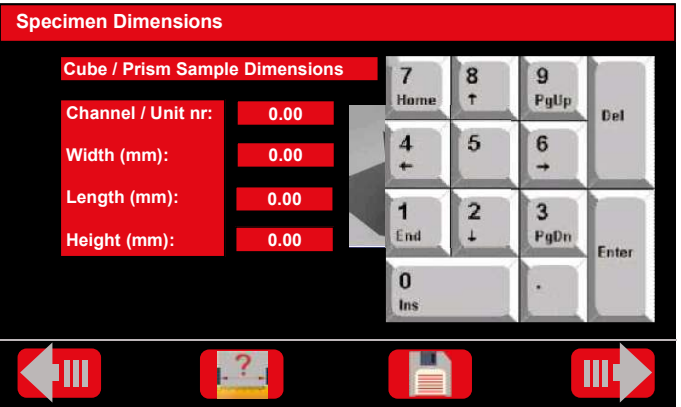 Specimen Dimensions
Cube / Prism Sample Dimensions
Channel / Unit nr: 0.00
Width (mm): 0.00
Length (mm): 0.00
Height (mm): 0.00
7 8 9
Home ↑ PgUp Del
4 5 6
← →
1 2 3
End ↓ PgDn Enter
0 .
Ins
?